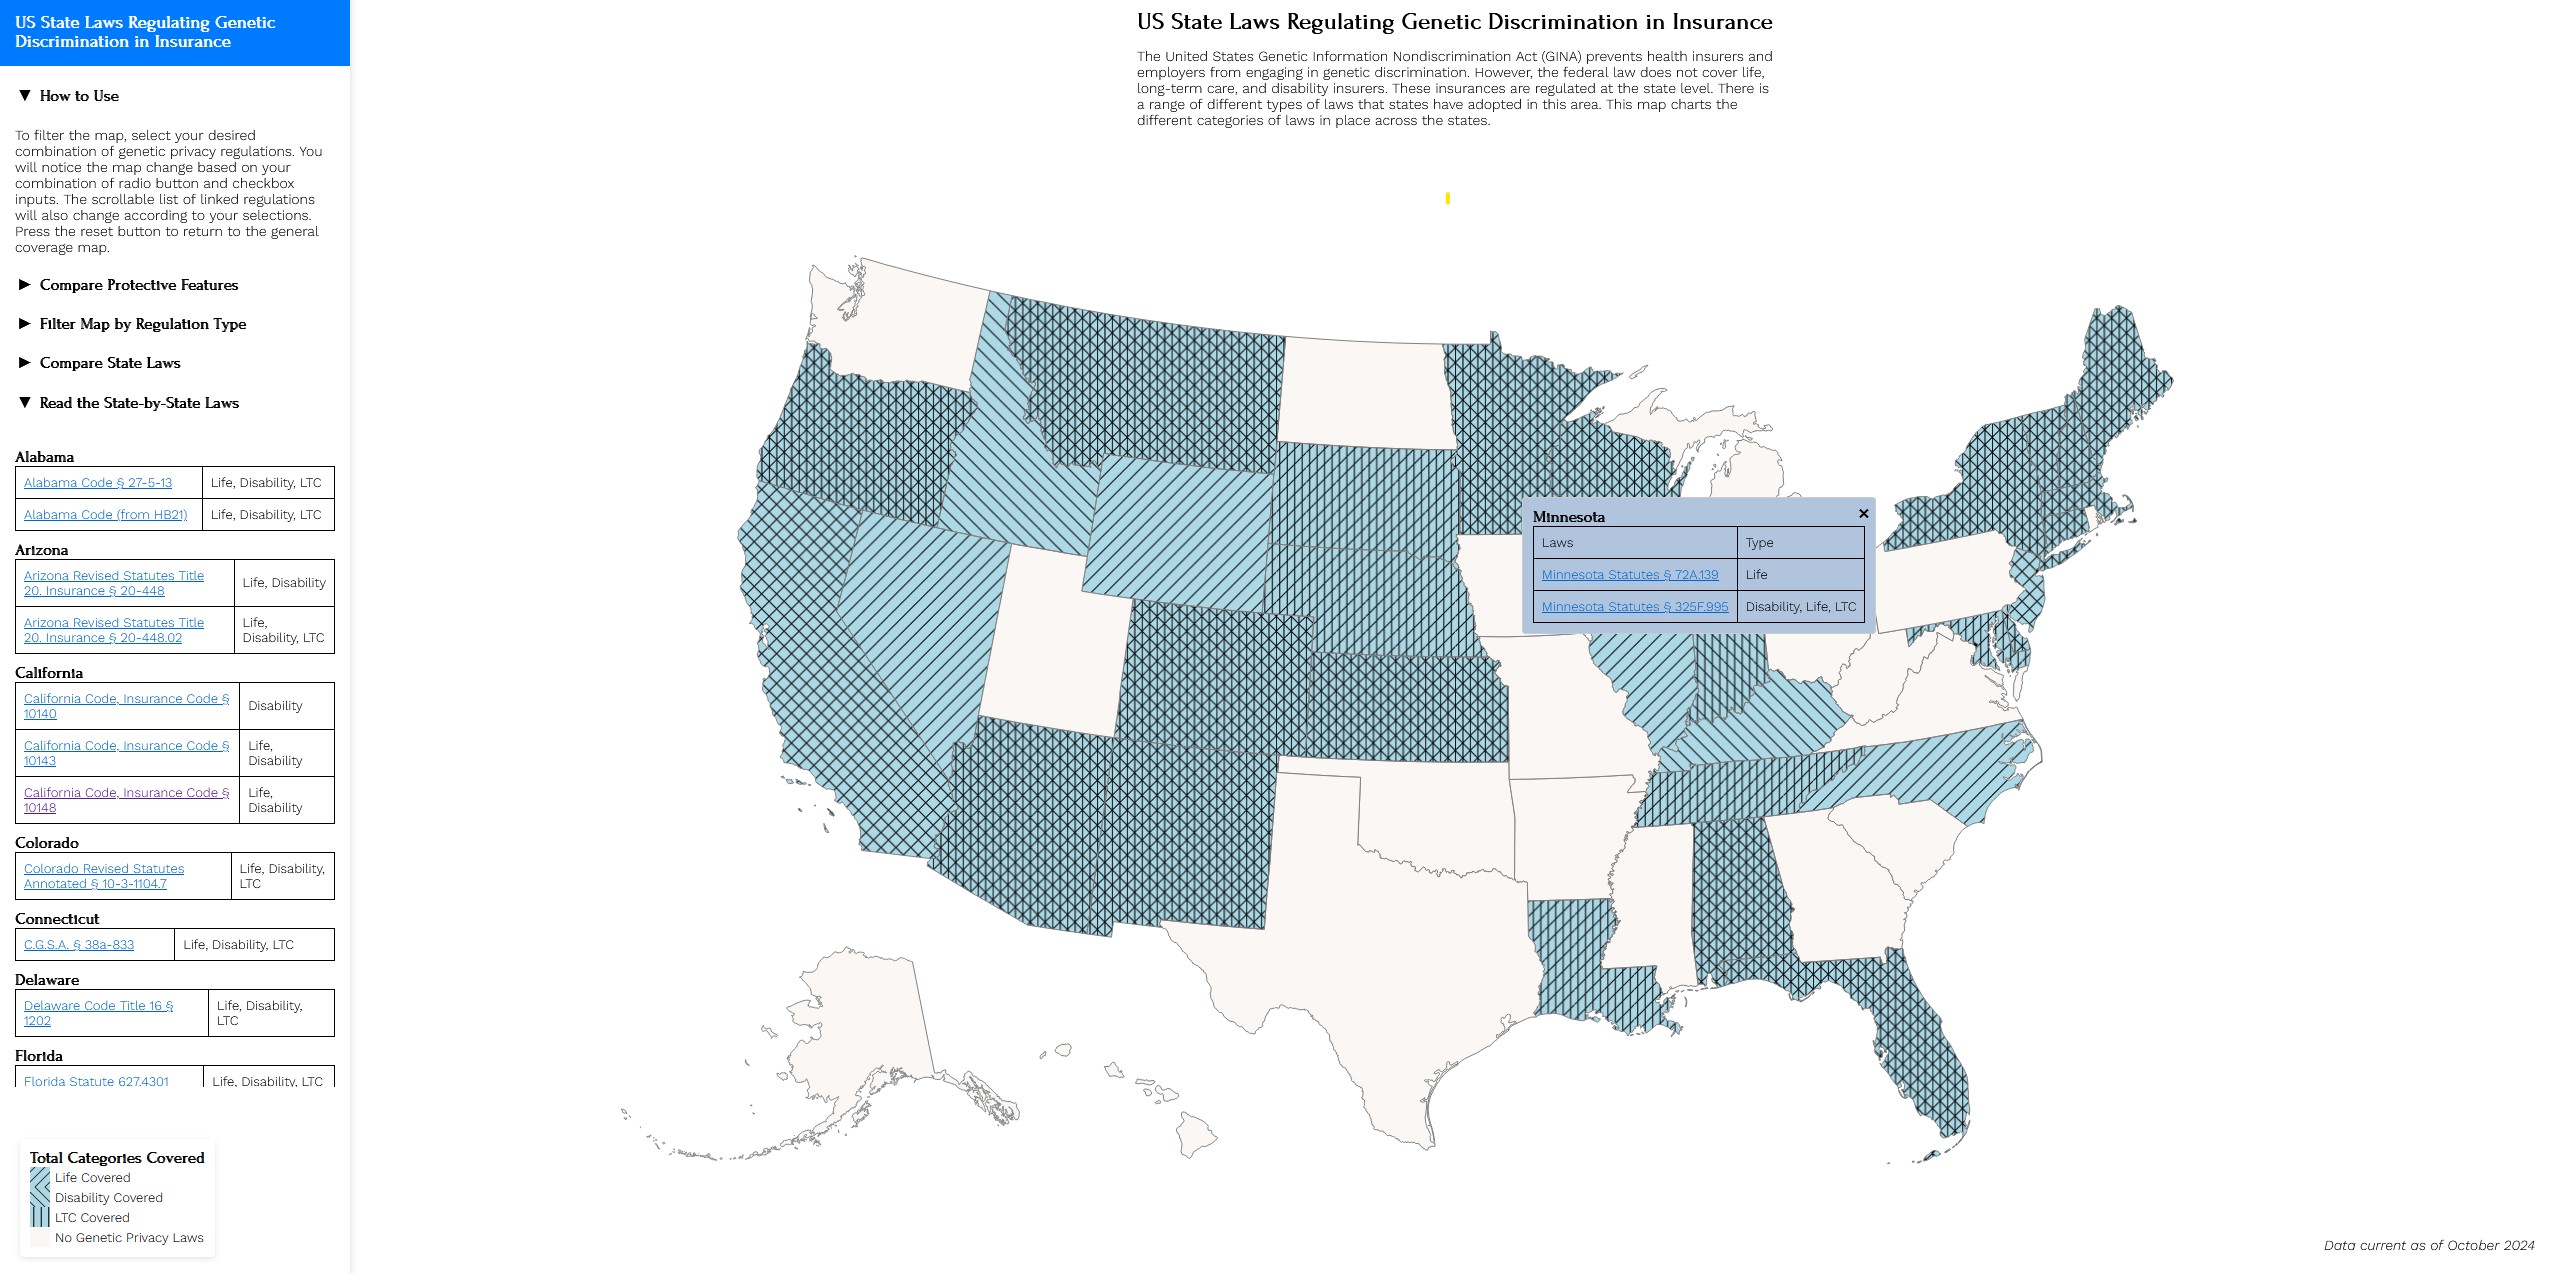 US State Laws Regulating Genetic
Discrimination in Insurance
▼ How to Use
To filter the map, select your desired
combination of genetic privacy regulations. You
will notice the map change based on your
combination of radio button and checkbox
inputs. The scrollable list of linked regulations
will also change according to your selections.
Press the reset button to return to the general
coverage map.
► Compare Protective Features
► Filter Map by Regulation Type
► Compare State Laws
▼ Read the State-by-State Laws
Alabama
Alabama Code § 27-5-13 Life, Disability, LTC
Alabama Code (from HB21) Life, Disability, LTC
Arizona
Arizona Revised Statutes Title
20. Insurance § 20-448 Life, Disability
Arizona Revised Statutes Title Life,
20. Insurance § 20-448.02 Disability, LTC
California
California Code, Insurance Code §
10140 Disability
California Code, Insurance Code § Life,
10143 Disability
California Code, Insurance Code § Life,
10148 Disability
Colorado
Colorado Revised Statutes Life, Disability,
Annotated § 10-3-1104.7 LTC
Connecticut
C.G.S.A. § 38a-833 Life, Disability, LTC
Delaware
Delaware Code Title 16 § Life, Disability,
1202 LTC
Florida
Florida Statute 627.4301 Life, Disability, LTC
Total Categories Covered
Life Covered
Disability Covered
LTC Covered
No Genetic Privacy Laws
US State Laws Regulating Genetic Discrimination in Insurance
The United States Genetic Information Nondiscrimination Act (GINA) prevents health insurers and
employers from engaging in genetic discrimination. However, the federal law does not cover life,
long-term care, and disability insurers. These insurances are regulated at the state level. There is
a range of different types of laws that states have adopted in this area. This map charts the
different categories of laws in place across the states.
Minnesota ×
Laws Type
Minnesota Statutes § 72A.139 Life
Minnesota Statutes § 325F.995 Disability, Life, LTC
Data current as of October 2024